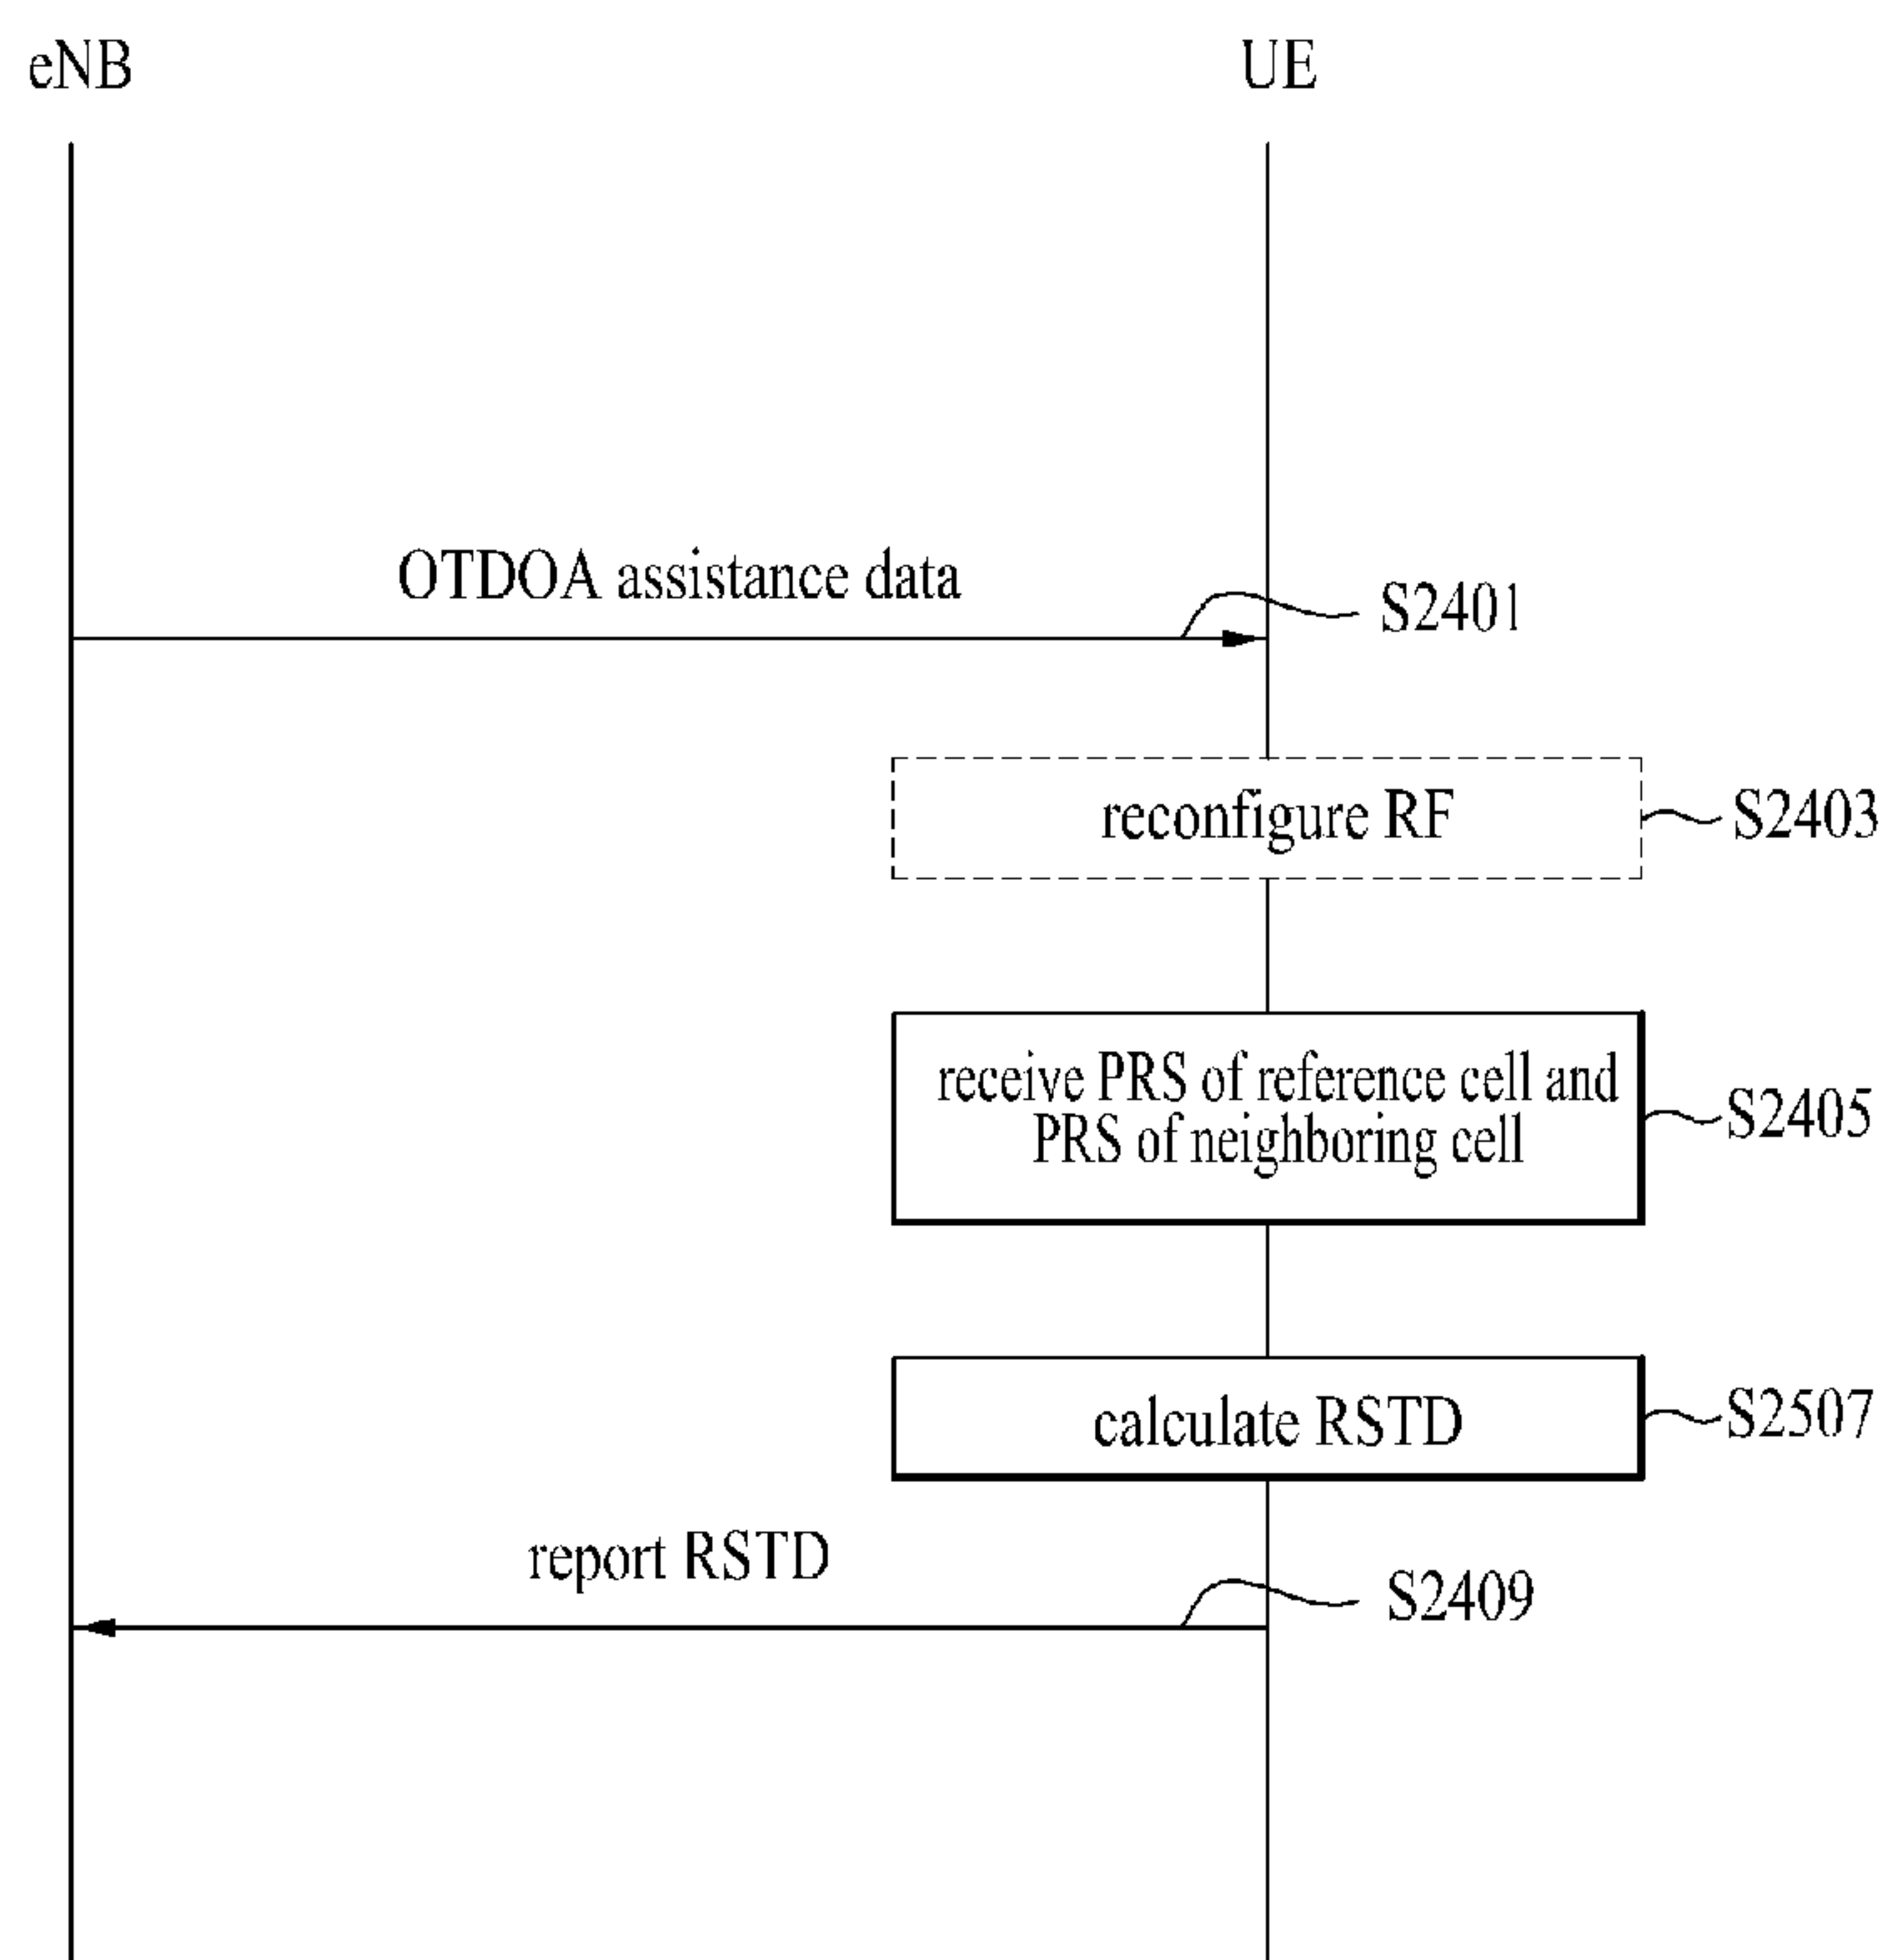 eNB
UE
OTDOA assistance data
S2401
reconfigure RF
S2403
receive PRS of reference cell and
PRS of neighboring cell
S2405
calculate RSTD
S2507
report RSTD
S2409